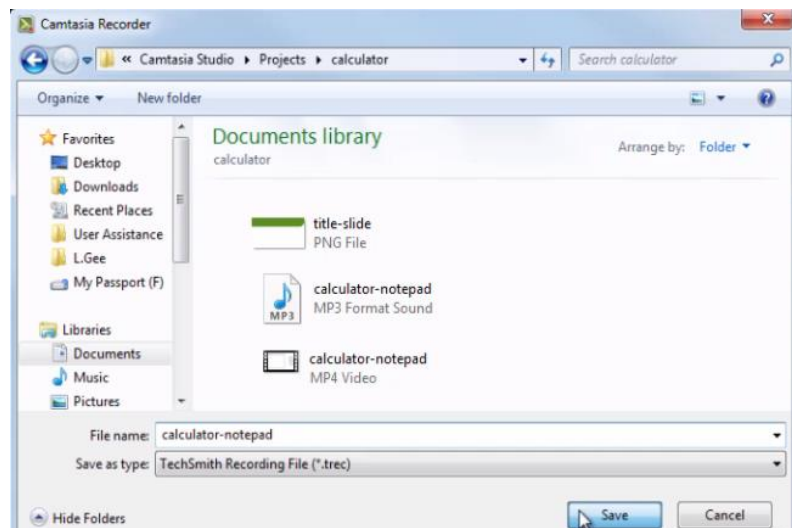 Camtasia Recorder
« Camtasia Studio ▸ Projects ▸ calculator
Search calculator
Organize
New folder
Favorites
Desktop
Downloads
Recent Places
User Assistance
L.Gee
My Passport (F)
Libraries
Documents
Music
Pictures
Documents library
calculator
Arrange by: Folder
title-slide
PNG File
MP3
calculator-notepad
MP3 Format Sound
calculator-notepad
MP4 Video
File name: calculator-notepad
Save as type: TechSmith Recording File (*.trec)
Hide Folders
Save
Cancel